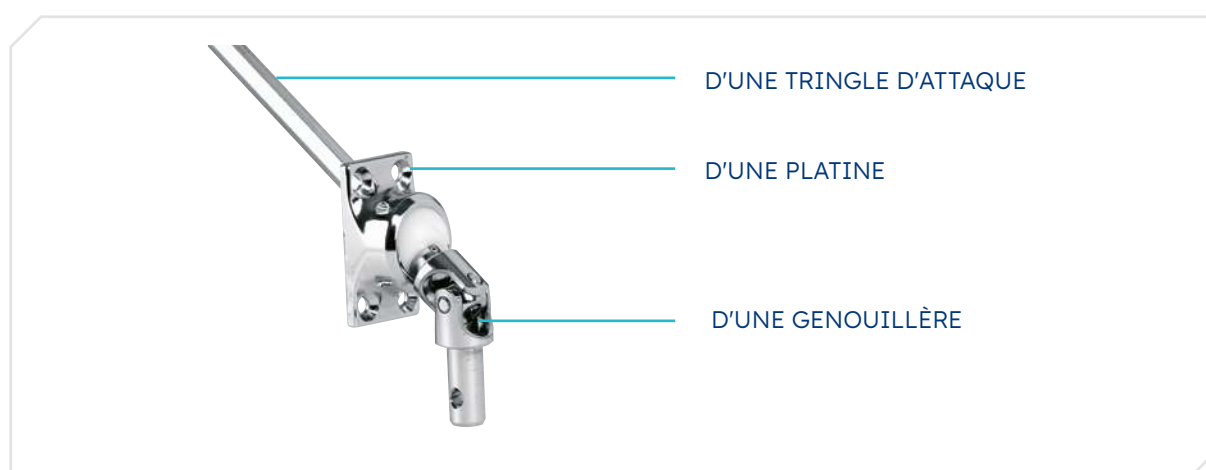 D'UNE TRINGLE D'ATTAQUE
D'UNE PLATINE
D'UNE GENOUILLÈRE